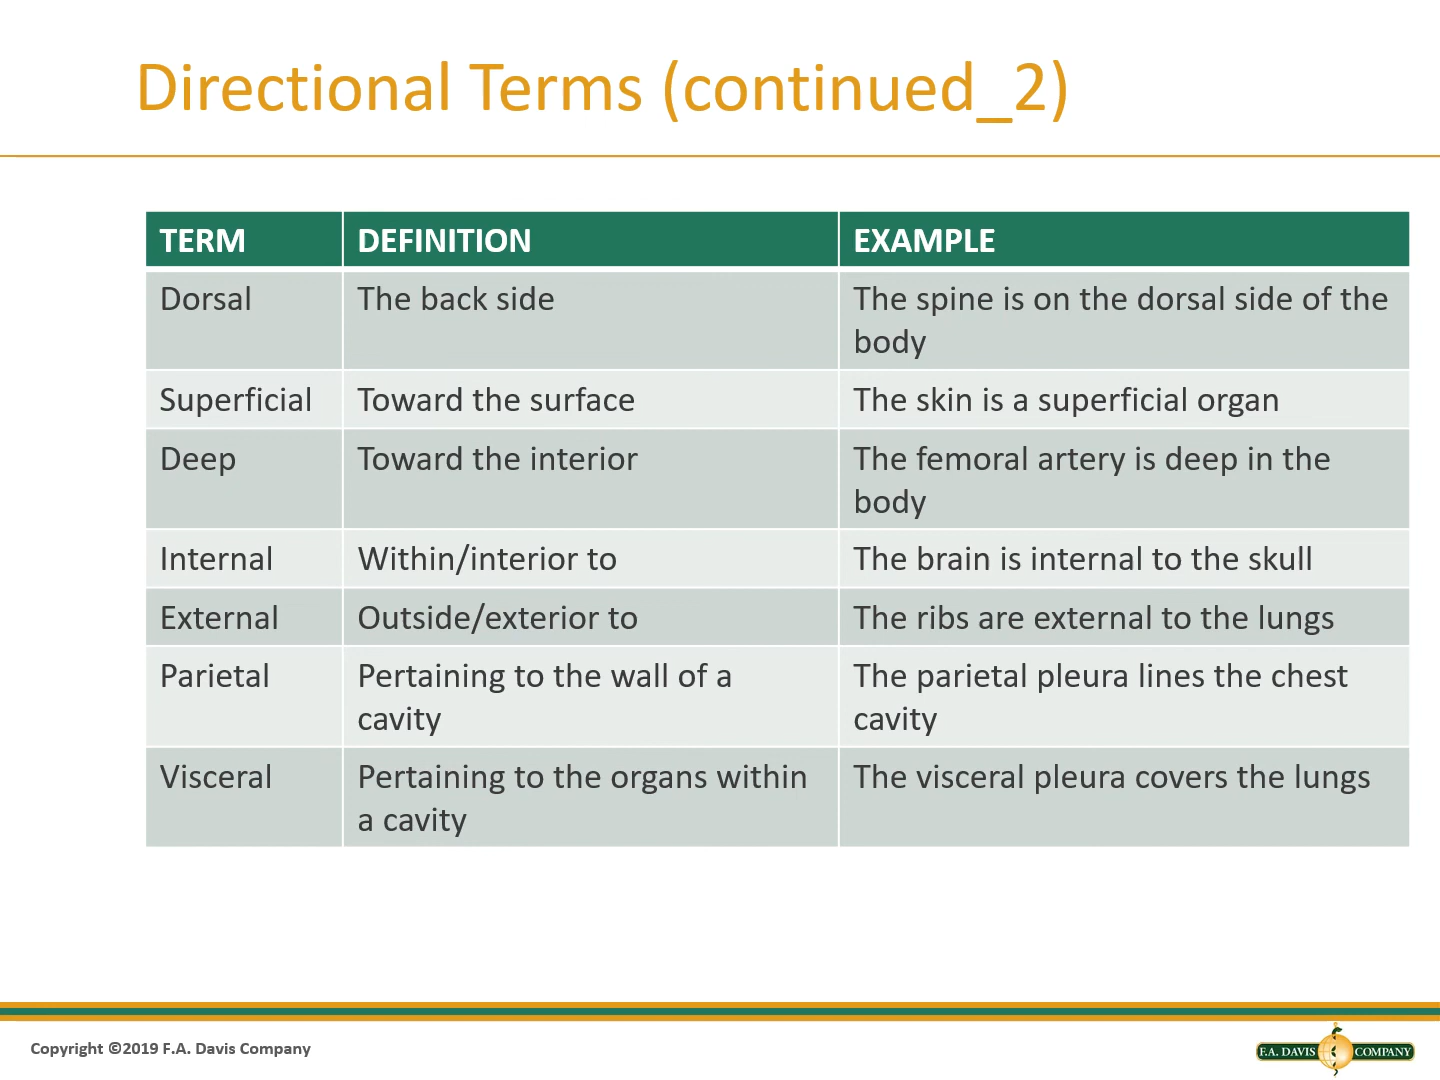 Directional Terms (continued_2)
TERM
DEFINITION
EXAMPLE
Dorsal
The back side
The spine is on the dorsal side of the
body
Superficial
Toward the surface
The skin is a superficial organ
Deep
Toward the interior
The femoral artery is deep in the
body
Internal
Within/interior to
The brain is internal to the skull
External
Outside/exterior to
The ribs are external to the lungs
Parietal
Pertaining to the wall of a
cavity
The parietal pleura lines the chest
cavity
Visceral
Pertaining to the organs within
a cavity
The visceral pleura covers the lungs
Copyright ©2019 F.A. Davis Company
F.A. DAVIS COMPANY